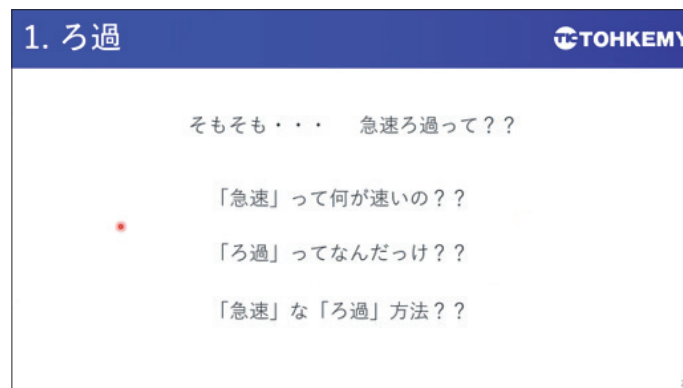 1. ろ過
TOHKEMY
そもそも・・・　急速ろ過って？？
「急速」って何が速いの？？
「ろ過」ってなんだっけ？？
「急速」な「ろ過」方法？？